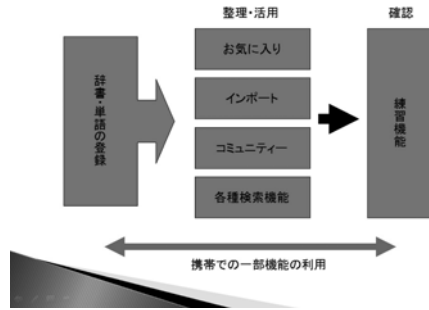 整理・活用
確認
辞書・単語の登録
お気に入り
インポート
コミュニティー
各種検索機能
練習機能
携帯での一部機能の利用